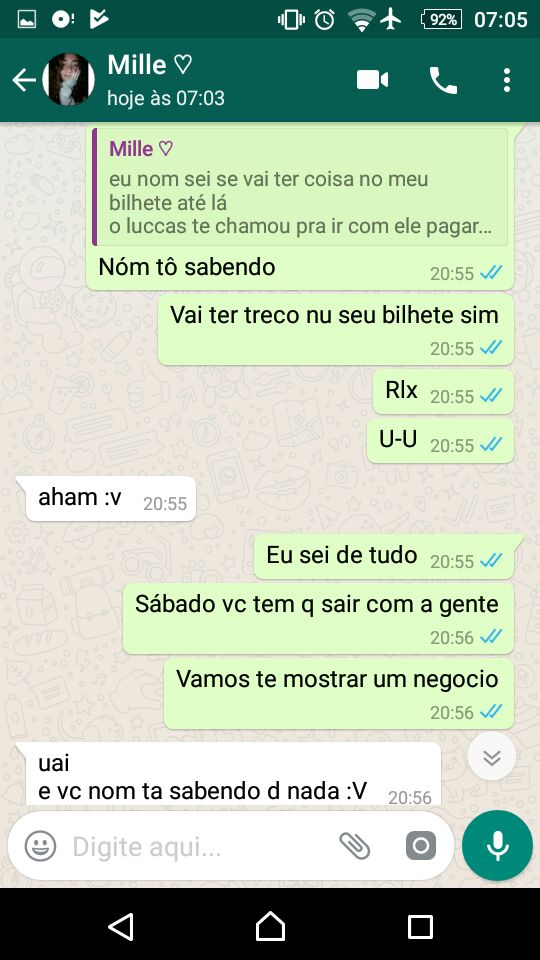 92% 07:05
Mille ♡
hoje às 07:03
Mille ♡
eu nom sei se vai ter coisa no meu
bilhete até lá
o luccas te chamou pra ir com ele pagar...
Nóm tô sabendo
20:55
Vai ter treco nu seu bilhete sim
20:55
Rlx 20:55
U-U 20:55
aham :v 20:55
Eu sei de tudo 20:55
Sábado vc tem q sair com a gente
20:56
Vamos te mostrar um negocio
20:56
uai
e vc nom ta sabendo d nada :V 20:56
Digite aqui...